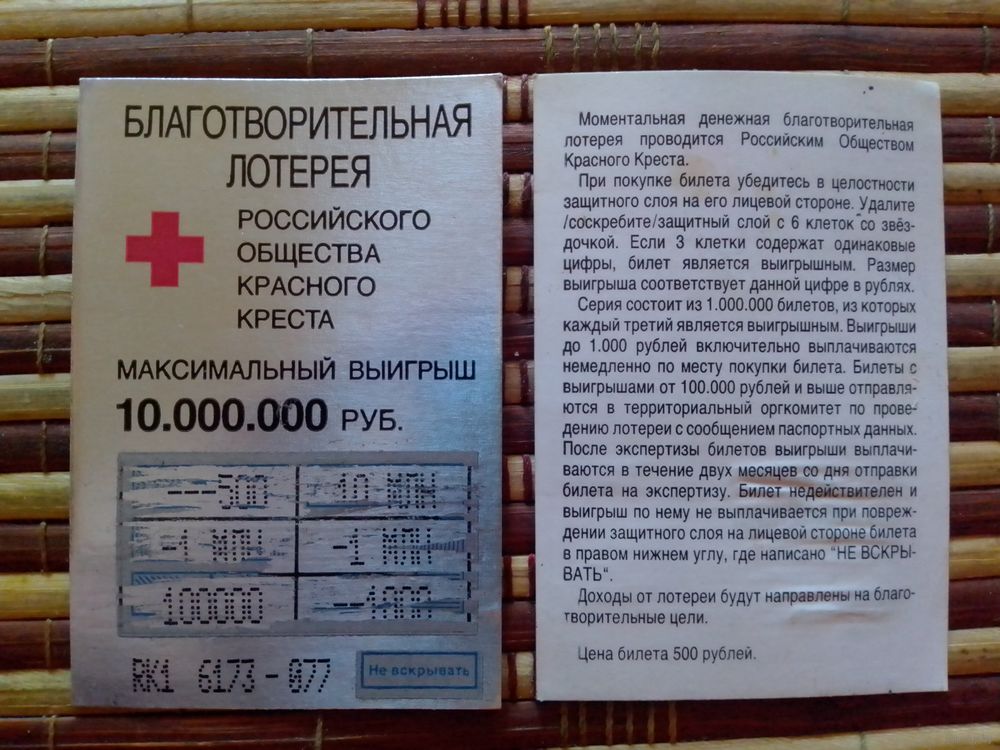 БЛАГОТВОРИТЕЛЬНАЯ
ЛОТЕРЕЯ
РОССИЙСКОГО
ОБЩЕСТВА
КРАСНОГО
КРЕСТА
МАКСИМАЛЬНЫЙ ВЫИГРЫШ
10.000.000 РУБ.
---500 10 МЛН
-1 МЛН -1 МЛН
100000 --1000
RK1 6173-077
Не вскрывать
Моментальная денежная благотворительная
лотерея проводится Российским Обществом
Красного Креста.
При покупке билета убедитесь в целостности
защитного слоя на его лицевой стороне. Удалите
/соскребите/защитный слой с 6 клеток со звёз-
дочкой. Если 3 клетки содержат одинаковые
цифры, билет является выигрышным. Размер
выигрыша соответствует данной цифре в рублях.
Серия состоит из 1.000.000 билетов, из которых
каждый третий является выигрышным. Выигрыши
до 1.000 рублей включительно выплачиваются
немедленно по месту покупки билета. Билеты с
выигрышами от 100.000 рублей и выше отправля-
ются в территориальный оргкомитет по прове-
дению лотереи с сообщением паспортных данных.
После экспертизы билетов выигрыши выплачи-
ваются в течение двух месяцев со дня отправки
билета на экспертизу. Билет недействителен и
выигрыш по нему не выплачивается при повреж-
дении защитного слоя на лицевой стороне билета
в правом нижнем углу, где написано "НЕ ВСКРЫ-
ВАТЬ".
Доходы от лотереи будут направлены на благо-
творительные цели.
Цена билета 500 рублей.